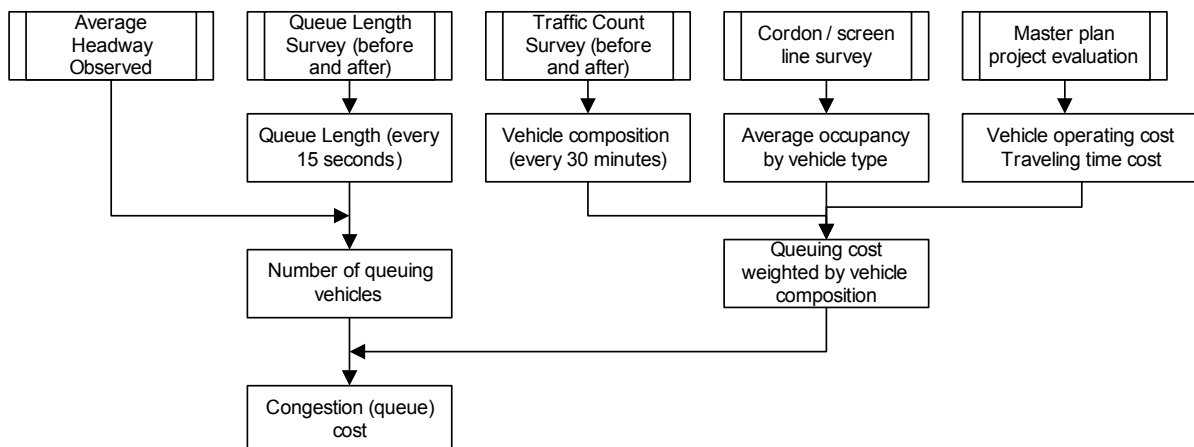 Average
Headway
Observed
Queue Length
Survey (before
and after)
Traffic Count
Survey (before
and after)
Cordon / screen
line survey
Master plan
project evaluation
Queue Length (every
15 seconds)
Vehicle composition
(every 30 minutes)
Average occupancy
by vehicle type
Vehicle operating cost
Traveling time cost
Number of queuing
vehicles
Queuing cost
weighted by vehicle
composition
Congestion (queue)
cost